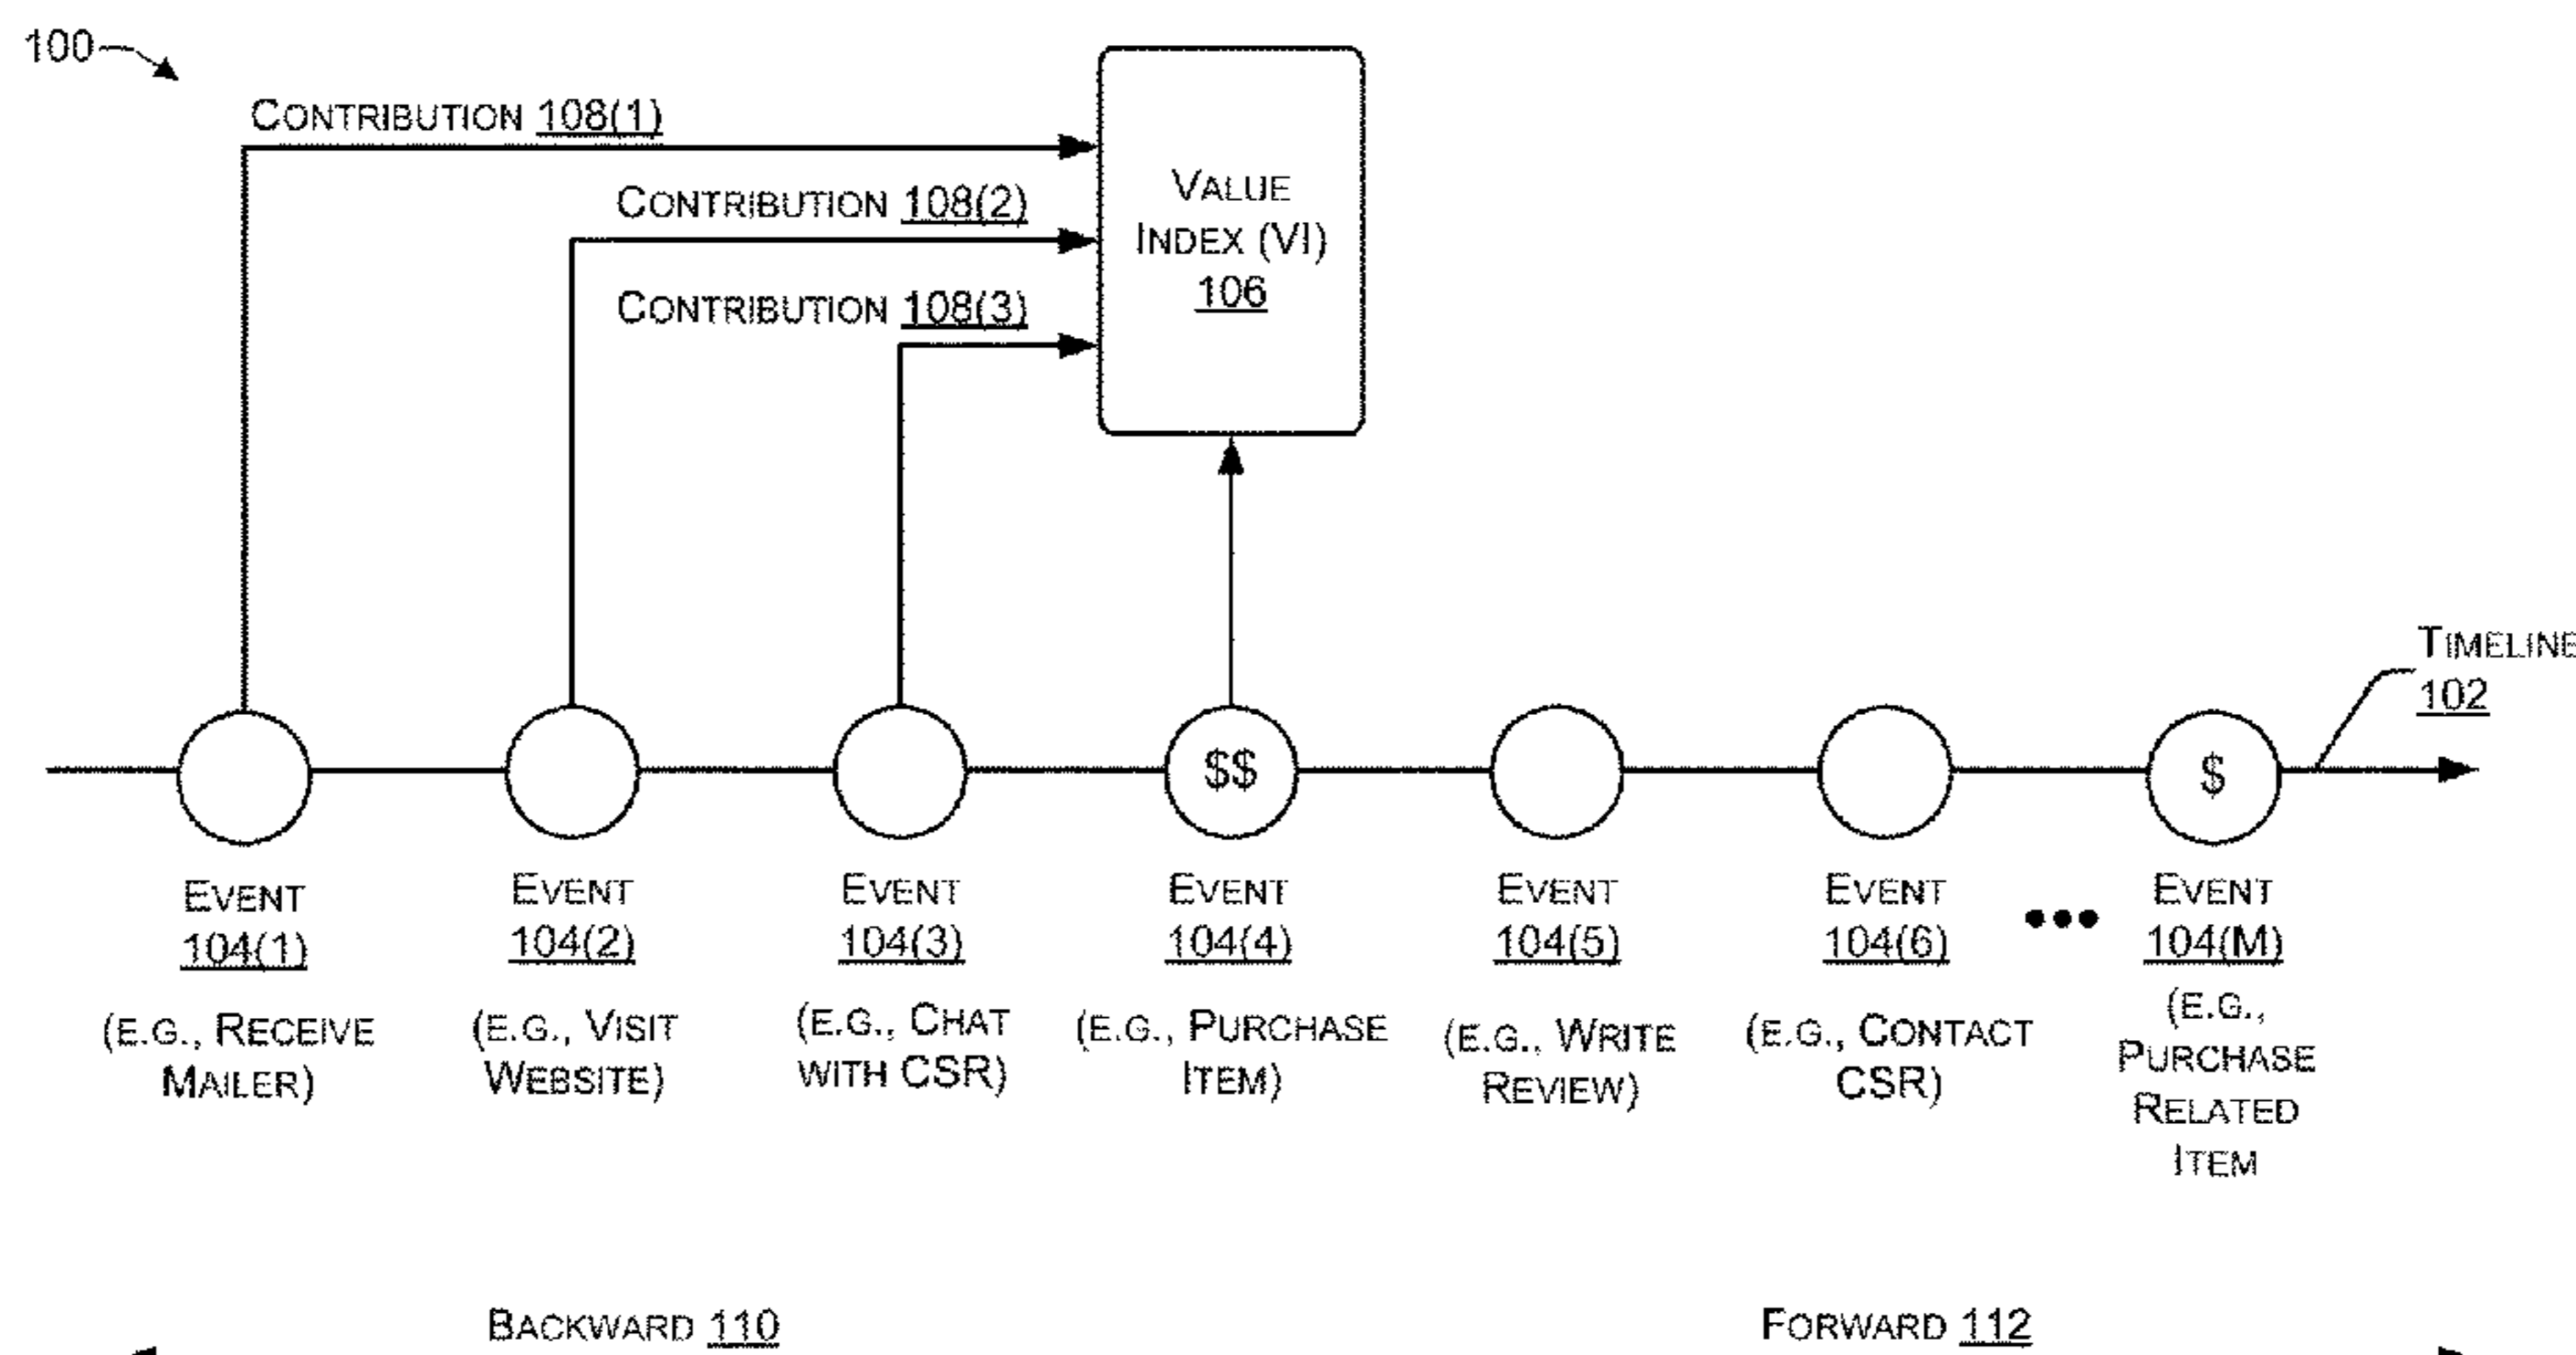 100
CONTRIBUTION 108(1)
CONTRIBUTION 108(2)
CONTRIBUTION 108(3)
VALUE
INDEX (VI)
106
TIMELINE
102
$$
$
EVENT
104(1)
(E.G., RECEIVE
MAILER)
EVENT
104(2)
(E.G., VISIT
WEBSITE)
EVENT
104(3)
(E.G., CHAT
WITH CSR)
EVENT
104(4)
(E.G., PURCHASE
ITEM)
EVENT
104(5)
(E.G., WRITE
REVIEW)
EVENT
104(6)
(E.G., CONTACT
CSR)
•••
EVENT
104(M)
(E.G.,
PURCHASE
RELATED
ITEM
BACKWARD 110
FORWARD 112